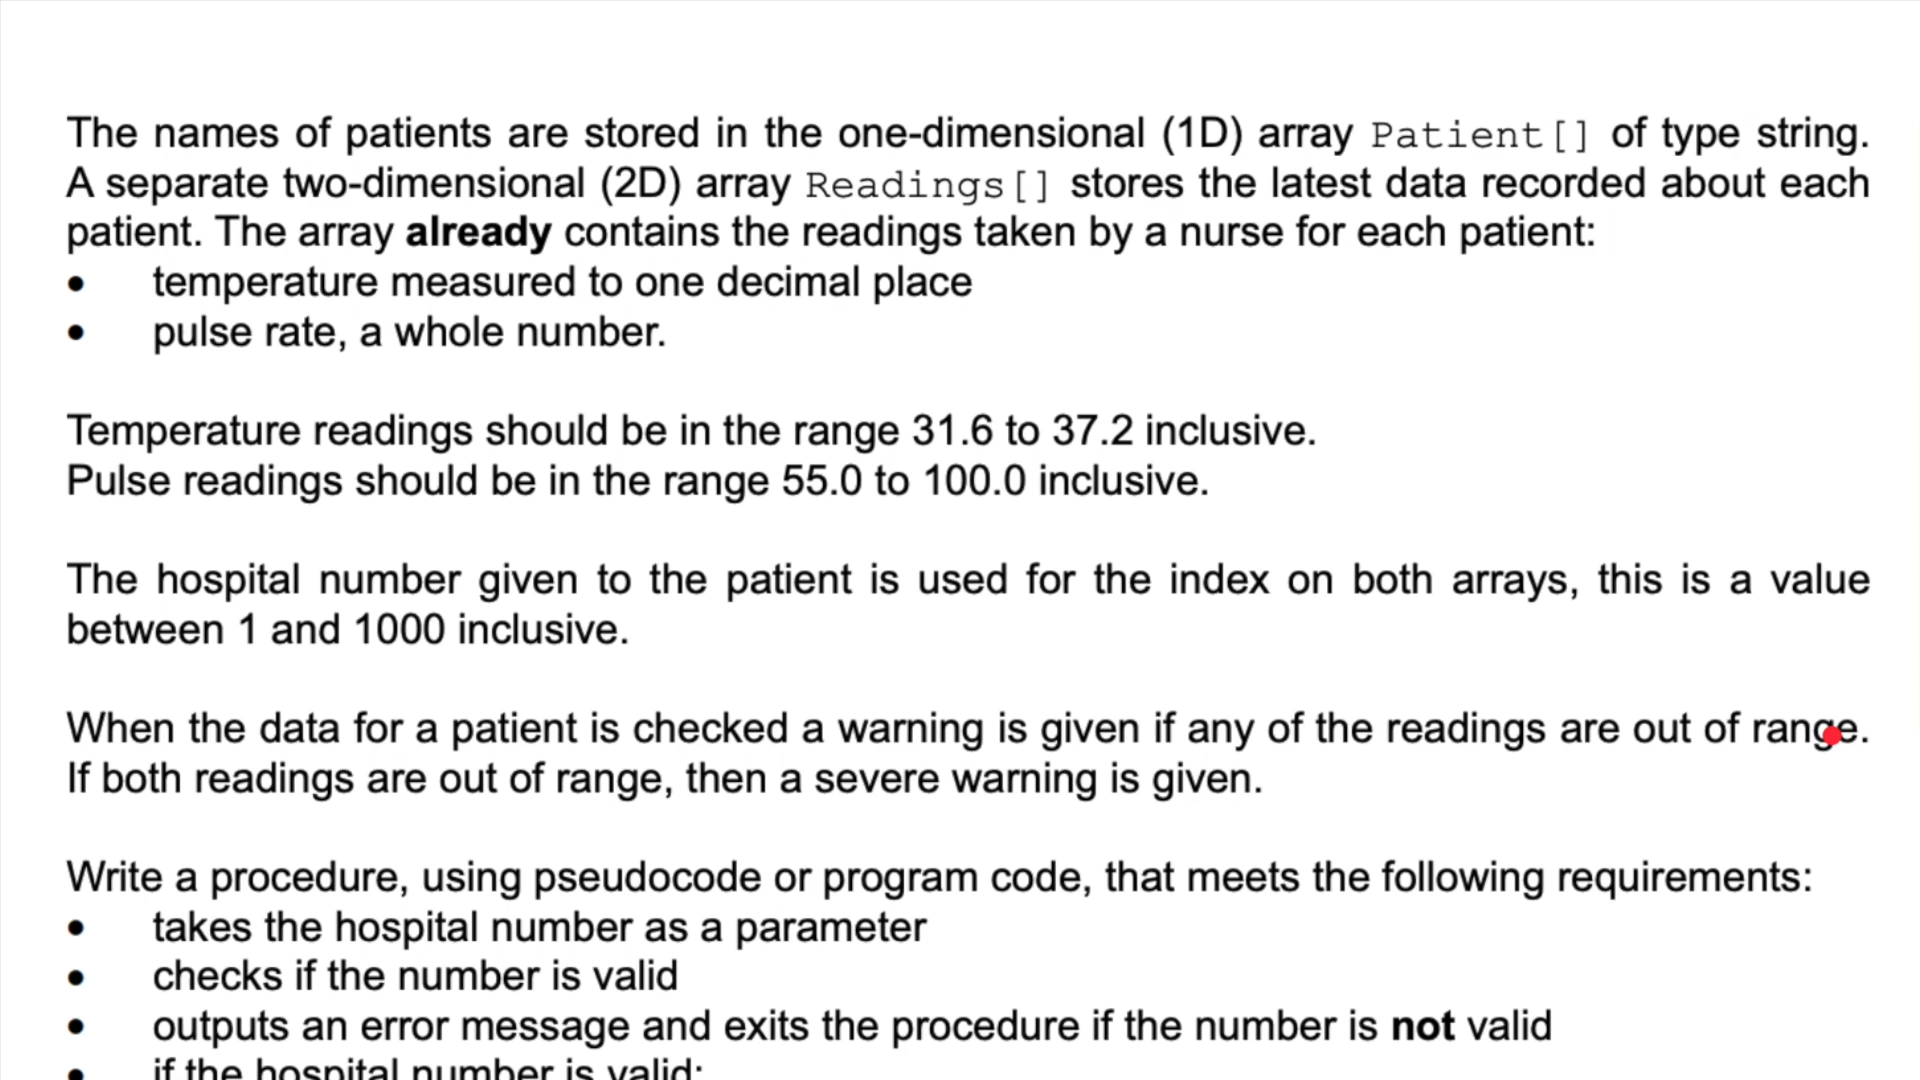 The names of patients are stored in the one-dimensional (1D) array Patient[] of type string.
A separate two-dimensional (2D) array Readings[] stores the latest data recorded about each
patient. The array already contains the readings taken by a nurse for each patient:
• temperature measured to one decimal place
• pulse rate, a whole number.
Temperature readings should be in the range 31.6 to 37.2 inclusive.
Pulse readings should be in the range 55.0 to 100.0 inclusive.
The hospital number given to the patient is used for the index on both arrays, this is a value
between 1 and 1000 inclusive.
When the data for a patient is checked a warning is given if any of the readings are out of range.
If both readings are out of range, then a severe warning is given.
Write a procedure, using pseudocode or program code, that meets the following requirements:
• takes the hospital number as a parameter
• checks if the number is valid
• outputs an error message and exits the procedure if the number is not valid
• if the hospital number is valid: